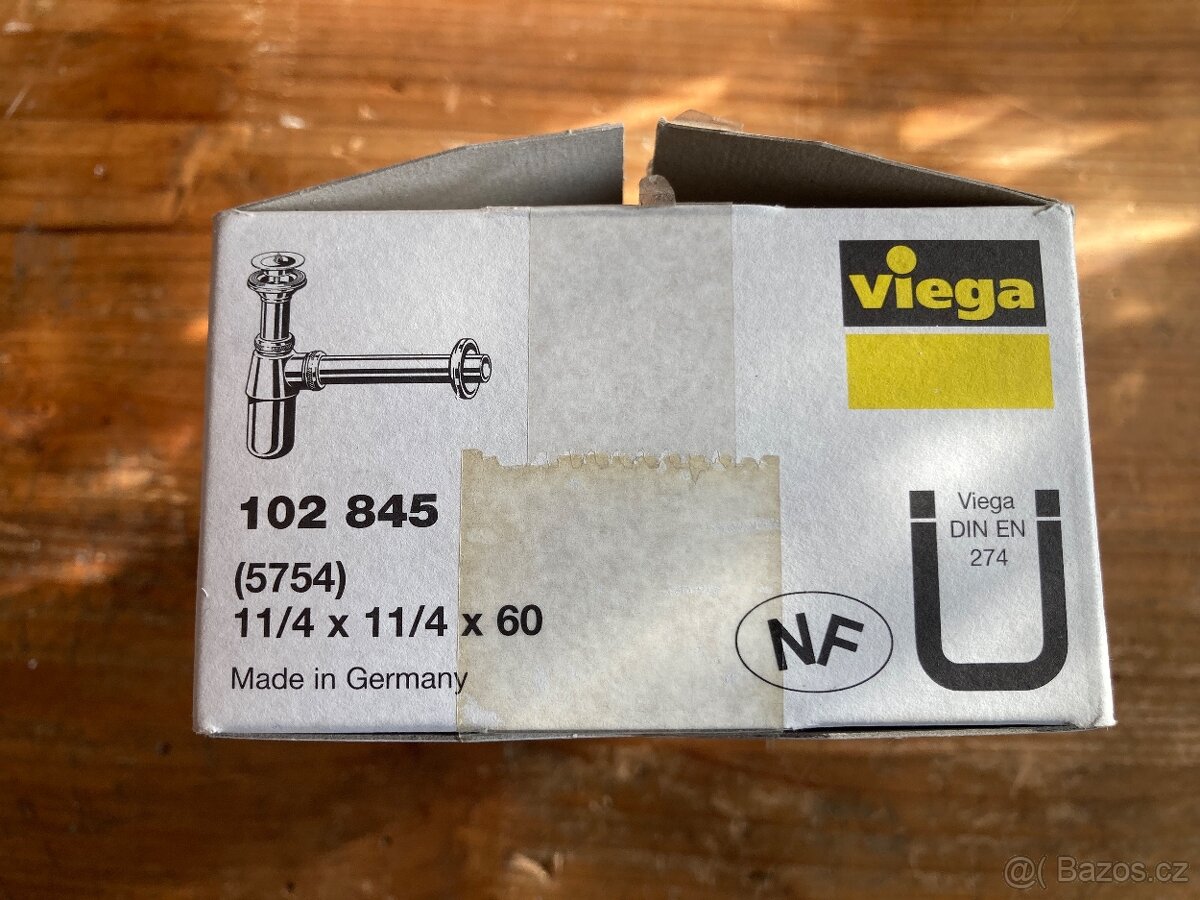 viega
102 845
(5754)
11/4 x 11/4 x 60
Made in Germany
NF
Viega
DIN EN
274
@( Bazos.cz